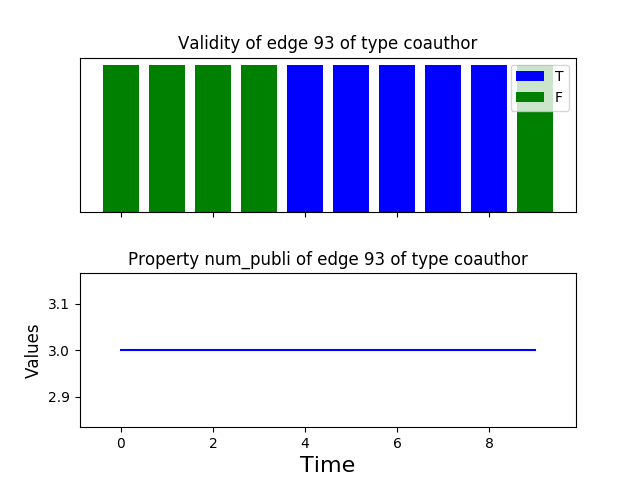 Validity of edge 93 of type coauthor
T
F
Property num_publi of edge 93 of type coauthor
3.1
3.0
2.9
Values
0 2 4 6 8
Time